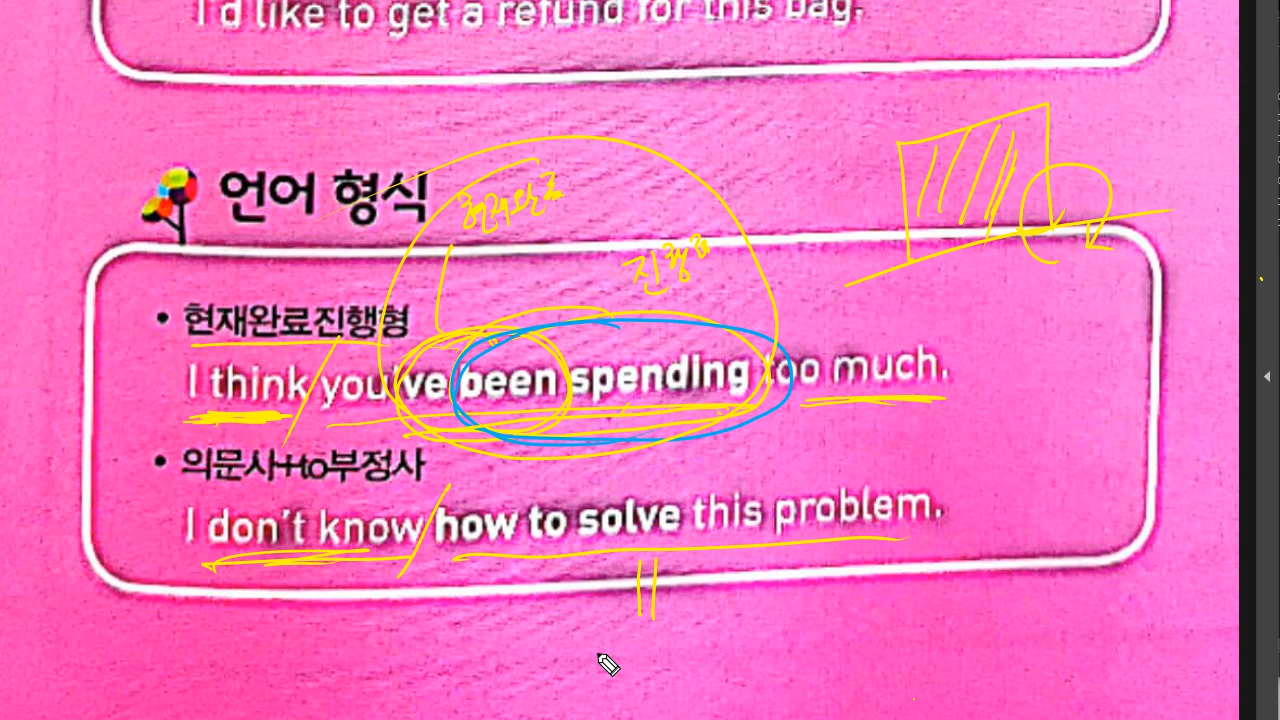 I'd like to get a refund for this bag.
언어 형식
현재완료
진행형
• 현재완료진행형
I think you've been spending too much.
• 의문사+to부정사
I don't know how to solve this problem.